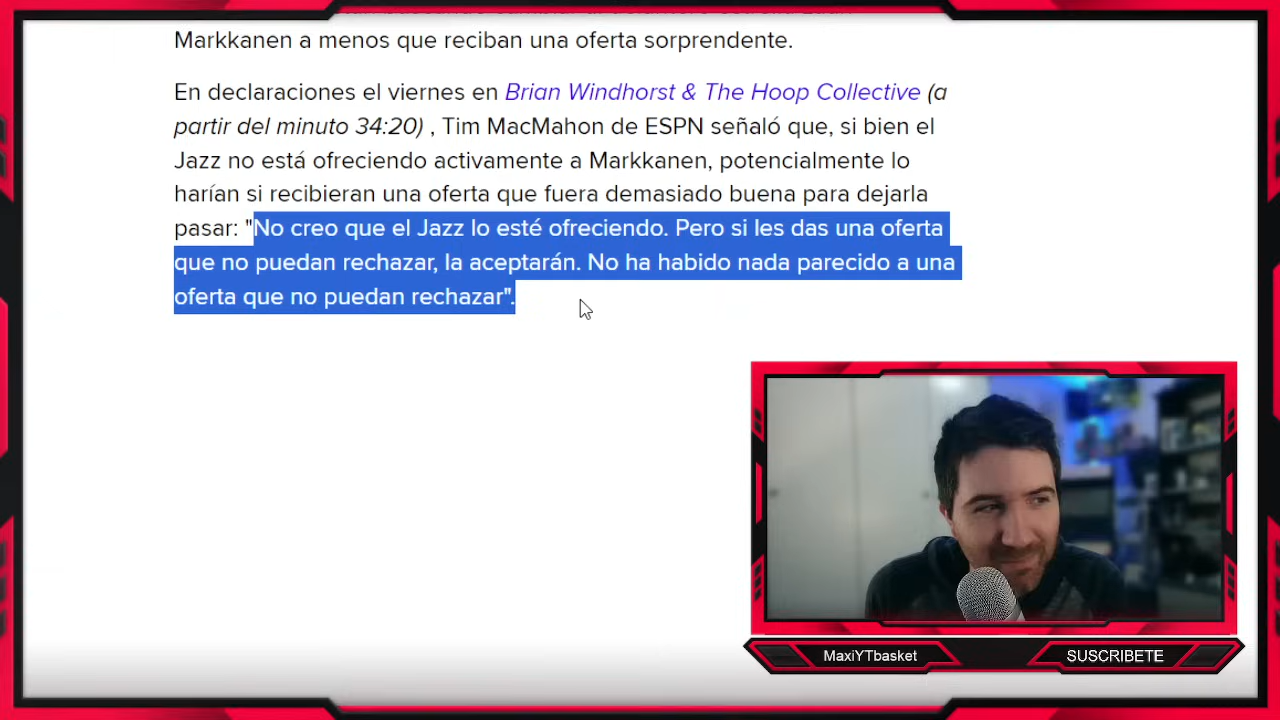 Markkanen a menos que reciban una oferta sorprendente.
En declaraciones el viernes en Brian Windhorst & The Hoop Collective (a
partir del minuto 34:20) , Tim MacMahon de ESPN señaló que, si bien el
Jazz no está ofreciendo activamente a Markkanen, potencialmente lo
harían si recibieran una oferta que fuera demasiado buena para dejarla
pasar: "No creo que el Jazz lo esté ofreciendo. Pero si les das una oferta
que no puedan rechazar, la aceptarán. No ha habido nada parecido a una
oferta que no puedan rechazar".
MaxiYTbasket
SUSCRIBETE